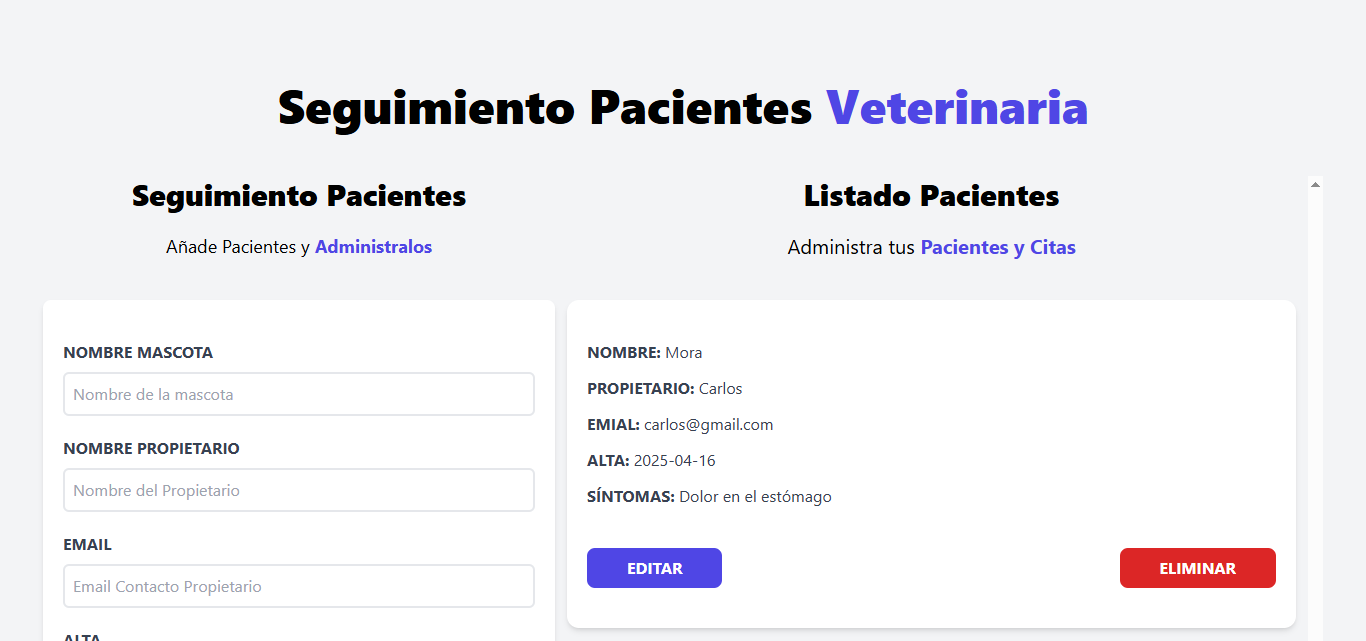 Seguimiento Pacientes Veterinaria
Seguimiento Pacientes
Añade Pacientes y Administralos
NOMBRE MASCOTA
Nombre de la mascota
NOMBRE PROPIETARIO
Nombre del Propietario
EMAIL
Email Contacto Propietario
ALTA
Listado Pacientes
Administra tus Pacientes y Citas
NOMBRE: Mora
PROPIETARIO: Carlos
EMIAL: carlos@gmail.com
ALTA: 2025-04-16
SÍNTOMAS: Dolor en el estómago
EDITAR
ELIMINAR